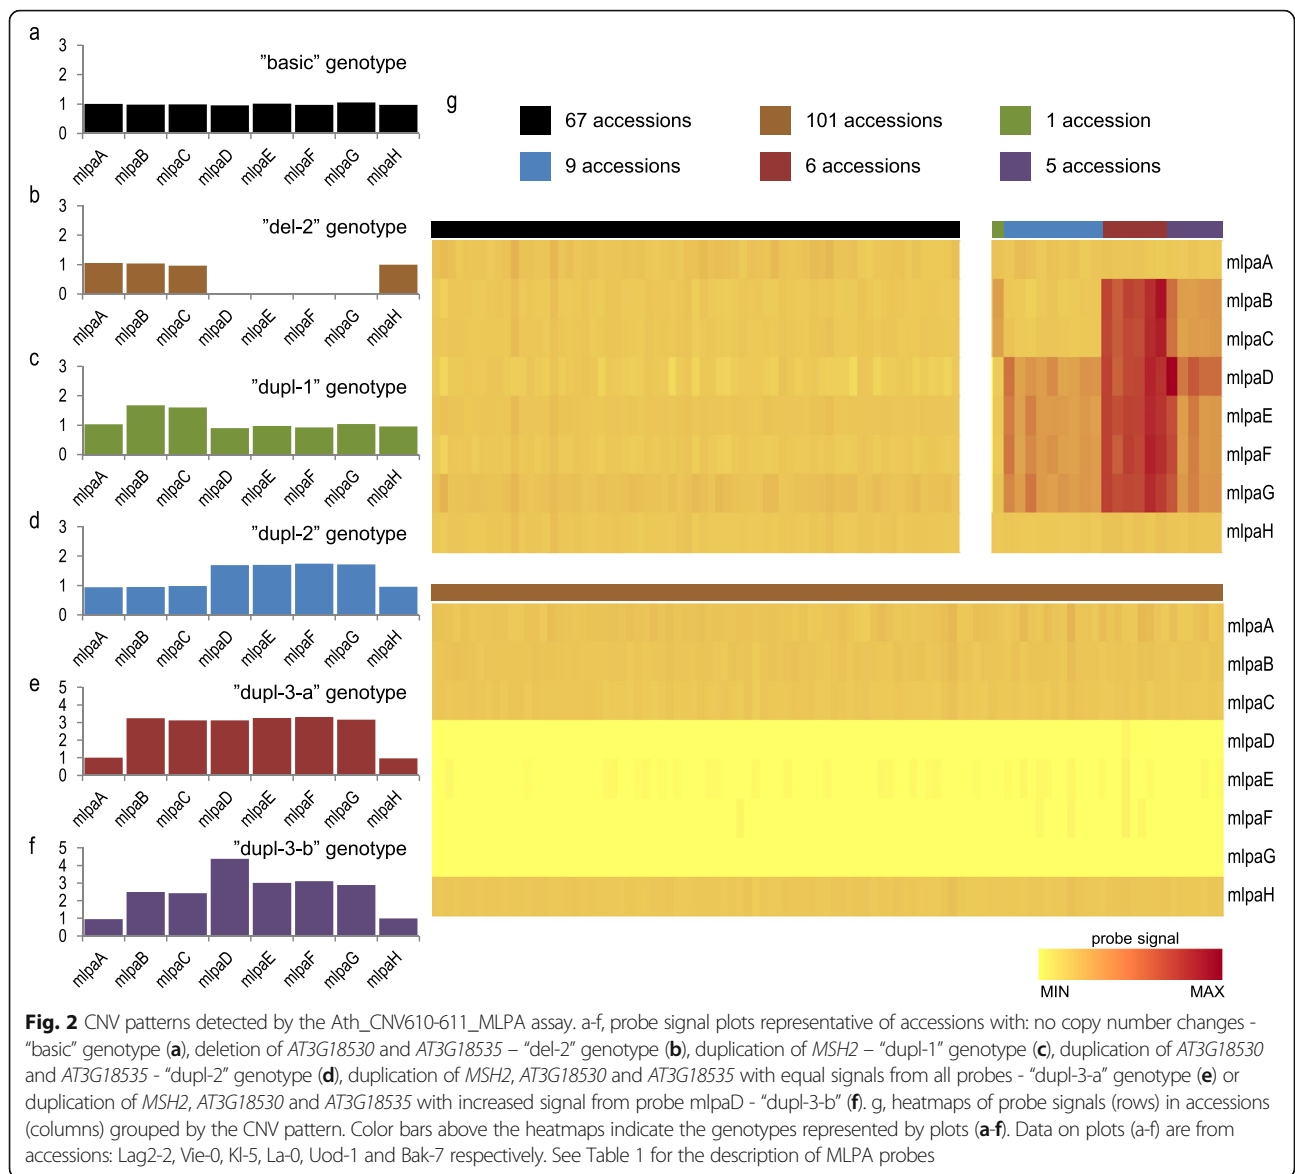 a
3
2
1
0
"basic" genotype
mlpaA
mlpaB
mlpaC
mlpaD
mlpaE
mlpaF
mlpaG
mlpaH
b
3
2
1
0
"del-2" genotype
mlpaA
mlpaB
mlpaC
mlpaD
mlpaE
mlpaF
mlpaG
mlpaH
c
3
2
1
0
"dupl-1" genotype
mlpaA
mlpaB
mlpaC
mlpaD
mlpaE
mlpaF
mlpaG
mlpaH
d
3
2
1
0
"dupl-2" genotype
mlpaA
mlpaB
mlpaC
mlpaD
mlpaE
mlpaF
mlpaG
mlpaH
e
5
4
3
2
1
0
"dupl-3-a" genotype
mlpaA
mlpaB
mlpaC
mlpaD
mlpaE
mlpaF
mlpaG
mlpaH
f
5
4
3
2
1
0
"dupl-3-b" genotype
mlpaA
mlpaB
mlpaC
mlpaD
mlpaE
mlpaF
mlpaG
mlpaH
g
67 accessions
101 accessions
1 accession
9 accessions
6 accessions
5 accessions
mlpaA
mlpaB
mlpaC
mlpaD
mlpaE
mlpaF
mlpaG
mlpaH
mlpaA
mlpaB
mlpaC
mlpaD
mlpaE
mlpaF
mlpaG
mlpaH
probe signal
MIN MAX
Fig. 2 CNV patterns detected by the Ath_CNV610-611_MLPA assay. a-f, probe signal plots representative of accessions with: no copy number changes -
"basic" genotype (a), deletion of AT3G18530 and AT3G18535 – "del-2" genotype (b), duplication of MSH2 – "dupl-1" genotype (c), duplication of AT3G18530
and AT3G18535 - "dupl-2" genotype (d), duplication of MSH2, AT3G18530 and AT3G18535 with equal signals from all probes - "dupl-3-a" genotype (e) or
duplication of MSH2, AT3G18530 and AT3G18535 with increased signal from probe mlpaD - "dupl-3-b" (f). g, heatmaps of probe signals (rows) in accessions
(columns) grouped by the CNV pattern. Color bars above the heatmaps indicate the genotypes represented by plots (a-f). Data on plots (a-f) are from
accessions: Lag2-2, Vie-0, Kl-5, La-0, Uod-1 and Bak-7 respectively. See Table 1 for the description of MLPA probes